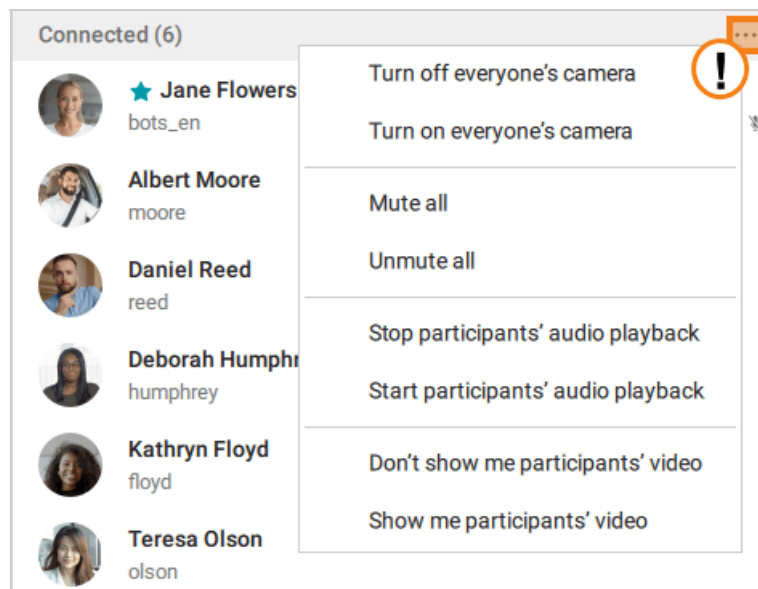 Connected (6)
Jane Flowers
bots_en
Albert Moore
moore
Daniel Reed
reed
Deborah Humphr
humphrey
Kathryn Floyd
floyd
Teresa Olson
olson
Turn off everyone’s camera
!
Turn on everyone’s camera
Mute all
Unmute all
Stop participants’ audio playback
Start participants’ audio playback
Don’t show me participants’ video
Show me participants’ video